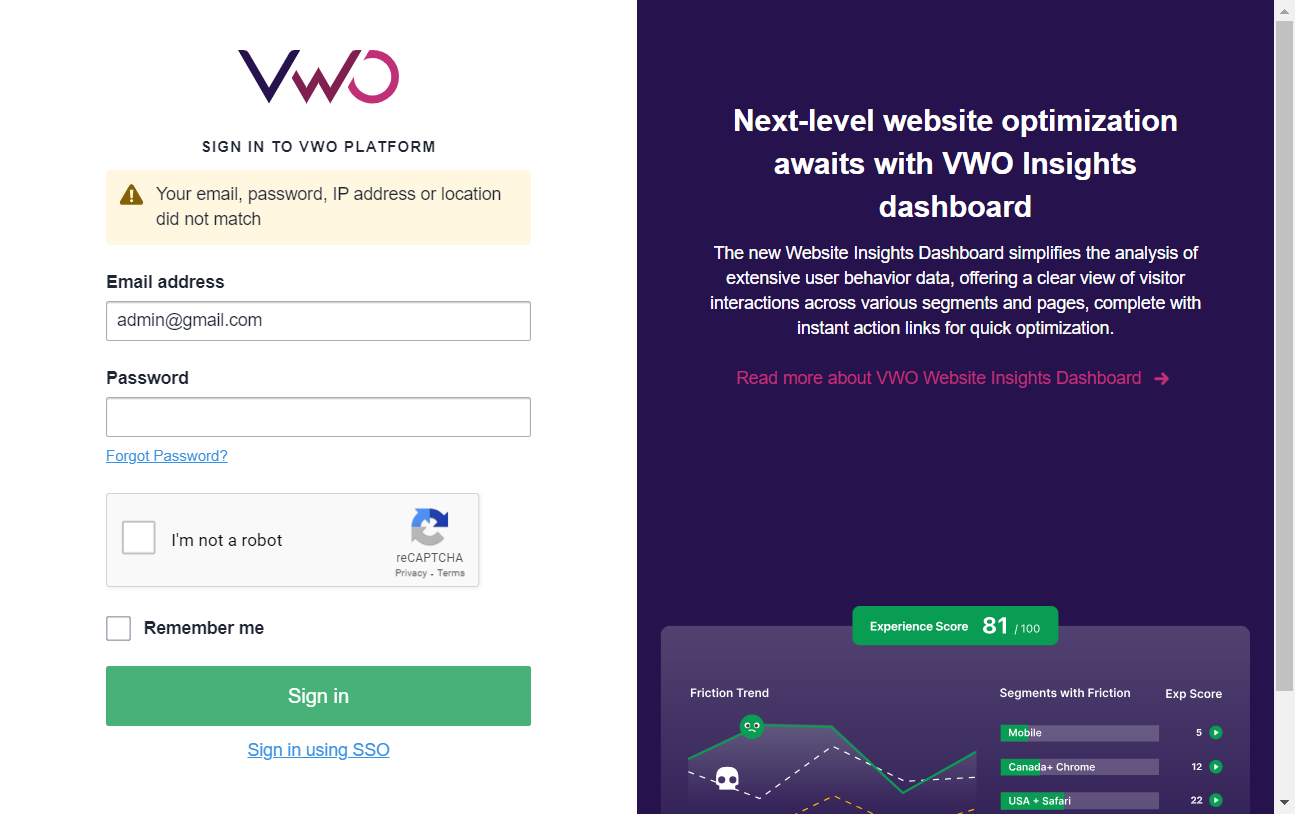 VWO
SIGN IN TO VWO PLATFORM
Your email, password, IP address or location
did not match
Email address
admin@gmail.com
Password
Forgot Password?
I'm not a robot
reCAPTCHA
Privacy - Terms
Remember me
Sign in
Sign in using SSO
Next-level website optimization
awaits with VWO Insights
dashboard
The new Website Insights Dashboard simplifies the analysis of
extensive user behavior data, offering a clear view of visitor
interactions across various segments and pages, complete with
instant action links for quick optimization.
Read more about VWO Website Insights Dashboard
Experience Score 81 / 100
Friction Trend
Segments with Friction Exp Score
Mobile 5
Canada+ Chrome 12
USA + Safari 22